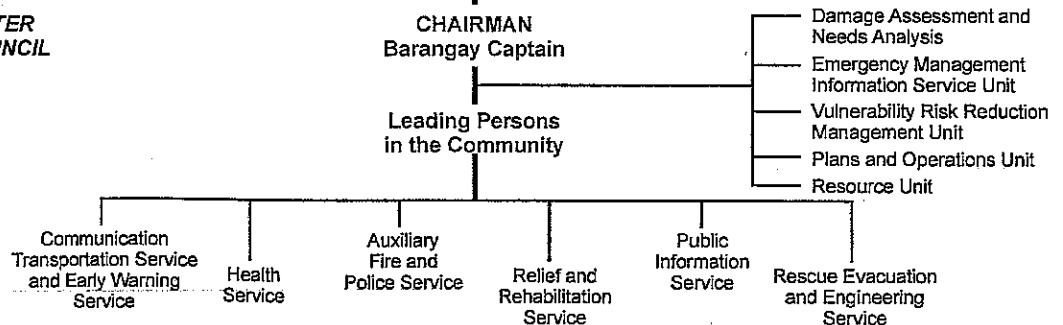 TER
NCIL
CHAIRMAN
Barangay Captain
Damage Assessment and
Needs Analysis
Emergency Management
Information Service Unit
Vulnerability Risk Reduction
Management Unit
Plans and Operations Unit
Resource Unit
Leading Persons
in the Community
Communication
Transportation Service
and Early Warning
Service
Health
Service
Auxiliary
Fire and
Police Service
Relief and
Rehabilitation
Service
Public
Information
Service
Rescue Evacuation
and Engineering
Service